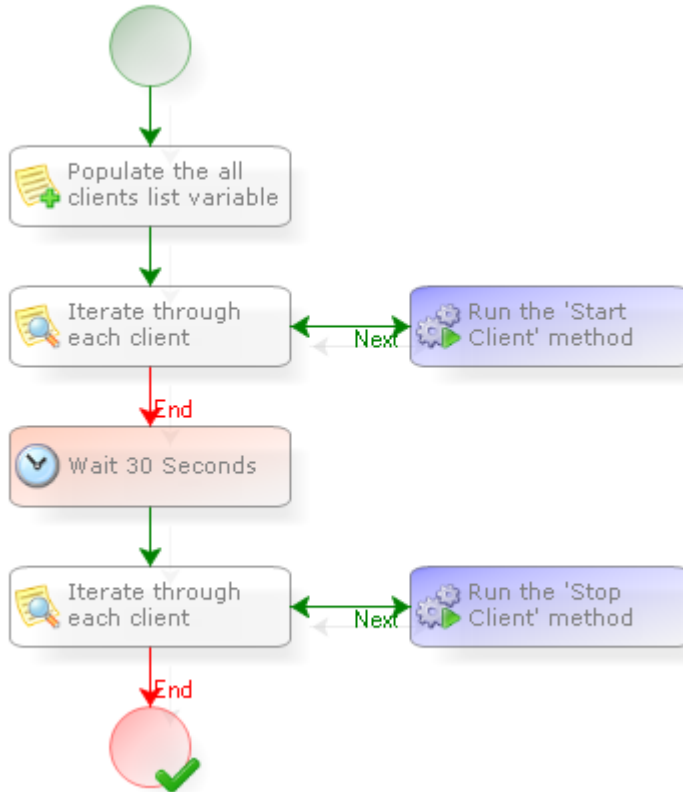 Populate the all
clients list variable
Iterate through
each client
Next
Run the 'Start
Client' method
End
Wait 30 Seconds
Iterate through
each client
Next
Run the 'Stop
Client' method
End